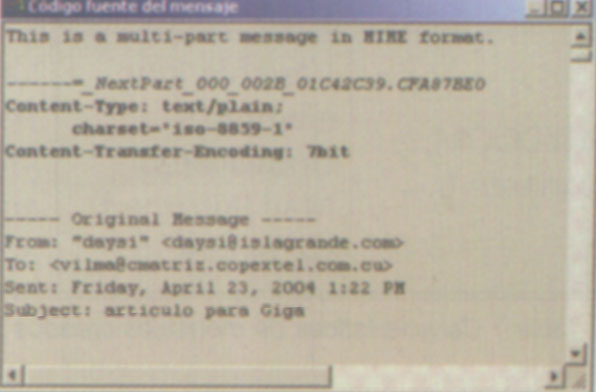 Código fuente del mensaje
This is a multi-part message in MIME format.
------=_NextPart_000_002B_01C42C39.CFA87BE0
Content-Type: text/plain;
charset="iso-8859-1"
Content-Transfer-Encoding: 7bit
----- Original Message -----
From: "daysi" <daysi@islagrande.com>
To: <vilma@cmatriz.copextel.com.cu>
Sent: Friday, April 23, 2004 1:22 PM
Subject: articulo para Giga